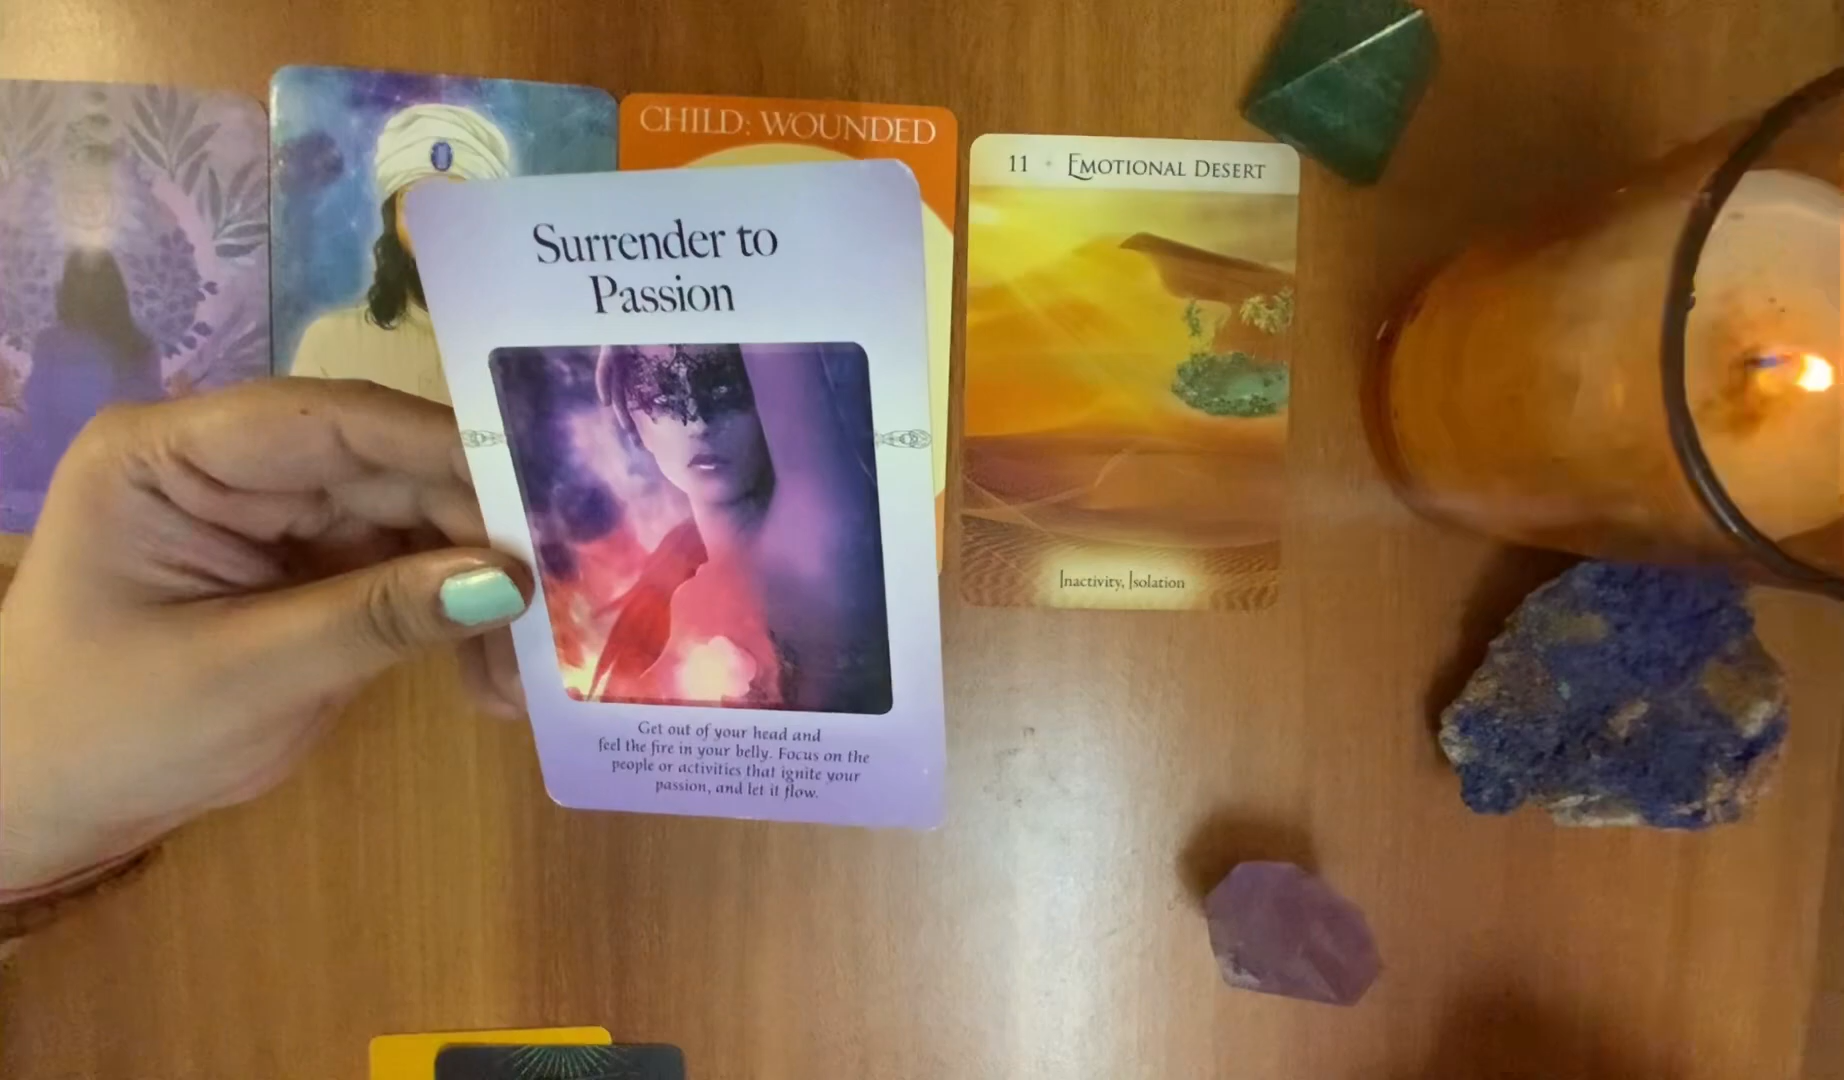 CHILD: WOUNDED
11 • EMOTIONAL DESERT
Surrender to
Passion
Inactivity, Isolation
Get out of your head and
feel the fire in your belly. Focus on the
people or activities that ignite your
passion, and let it flow.